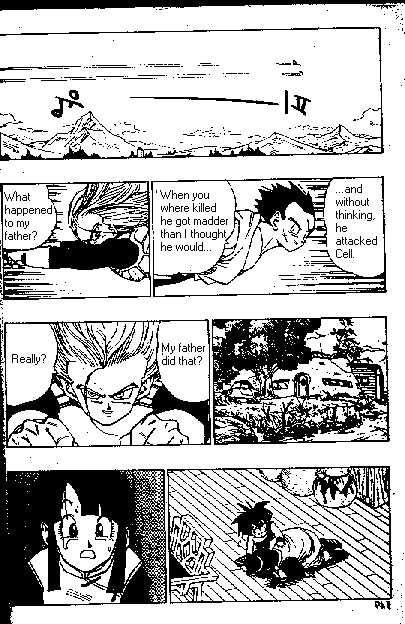 What
happened
to my
father?
"When you
where killed
he got madder
than I thought
he would...
...and
without
thinking,
he
attacked
Cell.
Really?
My father
did that?